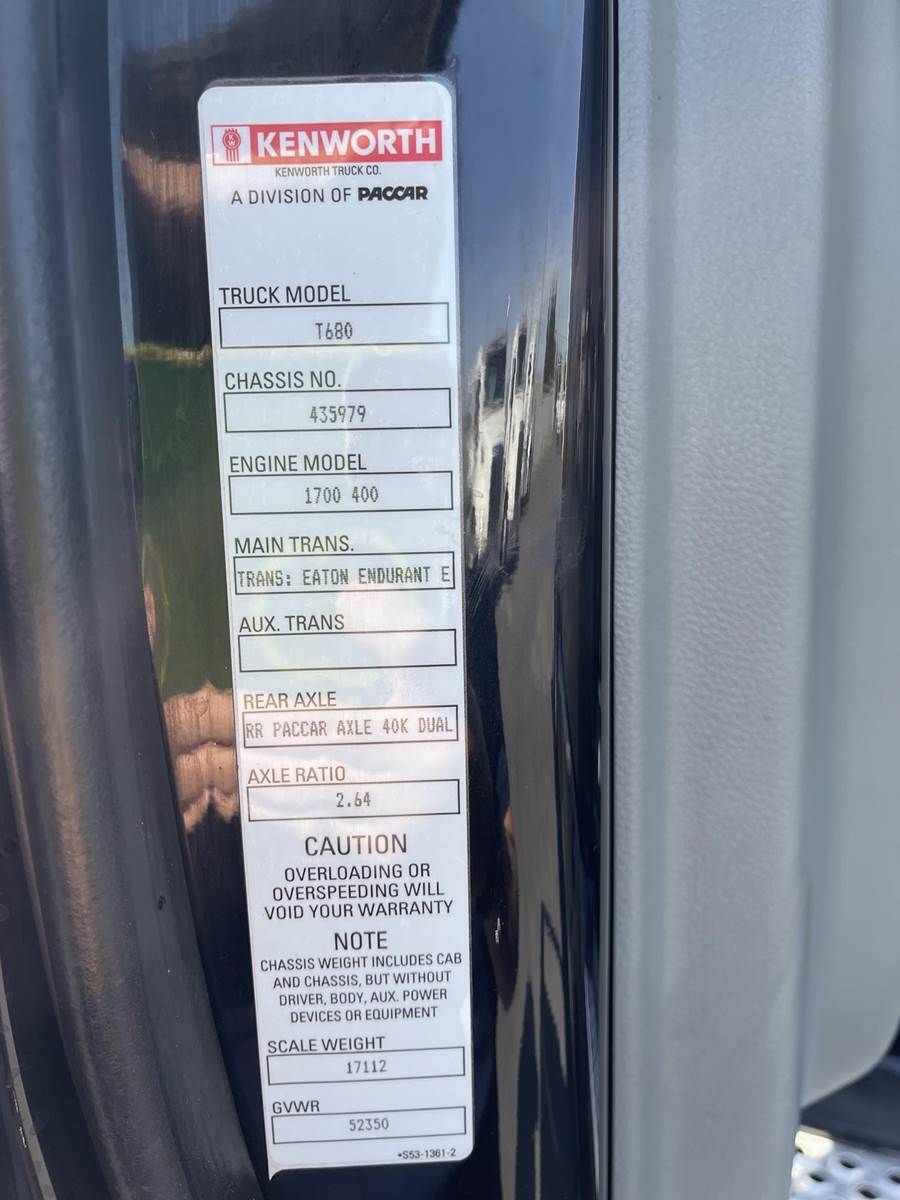 KENWORTH
KENWORTH TRUCK CO.
A DIVISION OF PACCAR
TRUCK MODEL
T680
CHASSIS NO.
435979
ENGINE MODEL
1700 400
MAIN TRANS.
TRANS: EATON ENDURANT E
AUX. TRANS
REAR AXLE
RR PACCAR AXLE 40K DUAL
AXLE RATIO
2.64
CAUTION
OVERLOADING OR
OVERSPEEDING WILL
VOID YOUR WARRANTY
NOTE
CHASSIS WEIGHT INCLUDES CAB
AND CHASSIS, BUT WITHOUT
DRIVER, BODY, AUX. POWER
DEVICES OR EQUIPMENT
SCALE WEIGHT
17112
GVWR
52350
•S53-1361-2